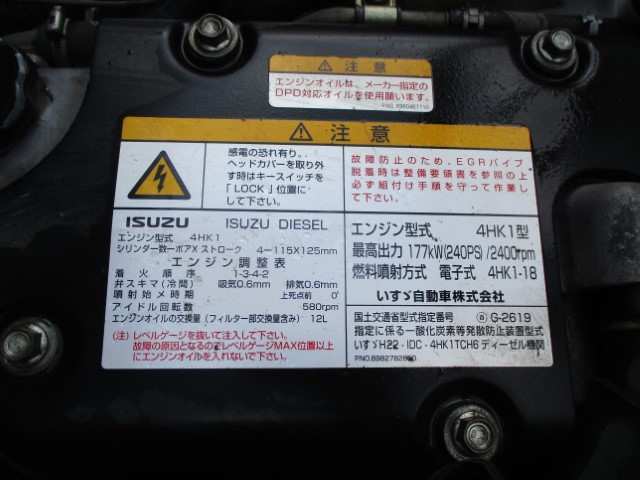 注意
エンジンオイルは、メーカー指定の
DPD対応オイルを使用願います。
P/NO.8980461710
注意
感電の恐れ有り。
ヘッドカバーを取り外
す時はキースイッチを
「LOCK」位置に
して下さい。
故障防止のため、EGRパイプ
脱着時は整備要領書を参照の上
必ず組付け手順を守って作業し
て下さい。
ISUZU ISUZU DIESEL
エンジン型式 4HK1
シリンダー数ーボアXストローク 4ー115X125mm
エンジン調整表
着火順序 1-3-4-2
弁スキマ(冷間) 吸気0.6mm 排気0.6mm
噴射始メ時期 上死点前 0°
アイドル回転数 580rpm
エンジンオイルの交換量(フィルター部交換量含み) 12L
(注)レベルゲージを抜いて注入して下さい。
故障の原因となるのでレベルゲージMAX位置以上
にエンジンオイルを入れないで下さい。
エンジン型式 4HK1型
最高出力 177kW(240PS)/2400rpm
燃料噴射方式 電子式 4HK1-18
いすゞ自動車株式会社
国土交通省型式指定番号 G-2619
指定に係る一酸化炭素等発散防止装置型式
いすゞH22・IDC・4HK1TCH6 ディーゼル機関